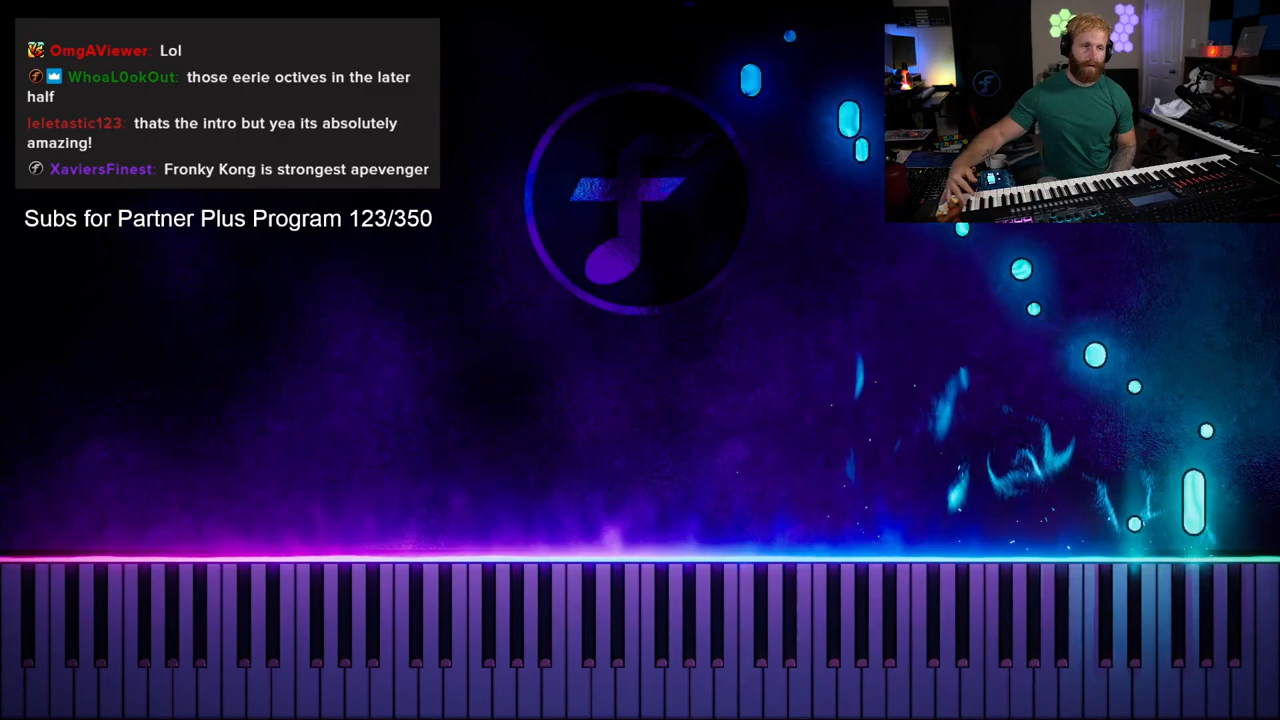 OmgAViewer: Lol
WhoaL0okOut: those eerie octives in the later
half
leletastic123: thats the intro but yea its absolutely
amazing!
XaviersFinest: Fronky Kong is strongest apevenger
Subs for Partner Plus Program 123/350